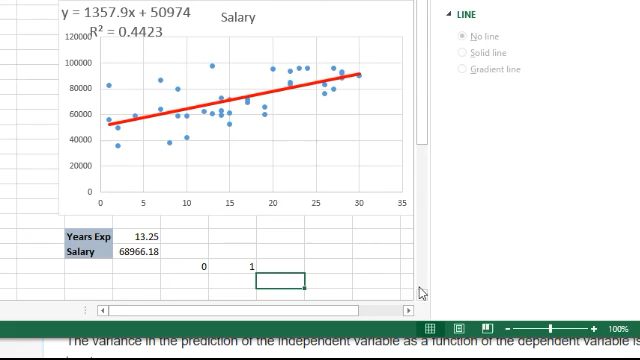 y = 1357.9x + 50974
R² = 0.4423
Salary
120000
100000
80000
60000
40000
20000
0
0 5 10 15 20 25 30 35
LINE
No line
Solid line
Gradient line
Years Exp 13.25
Salary 68966.18
0 1
100%
The variance in the prediction of the independent variable as a function of the dependent variable is